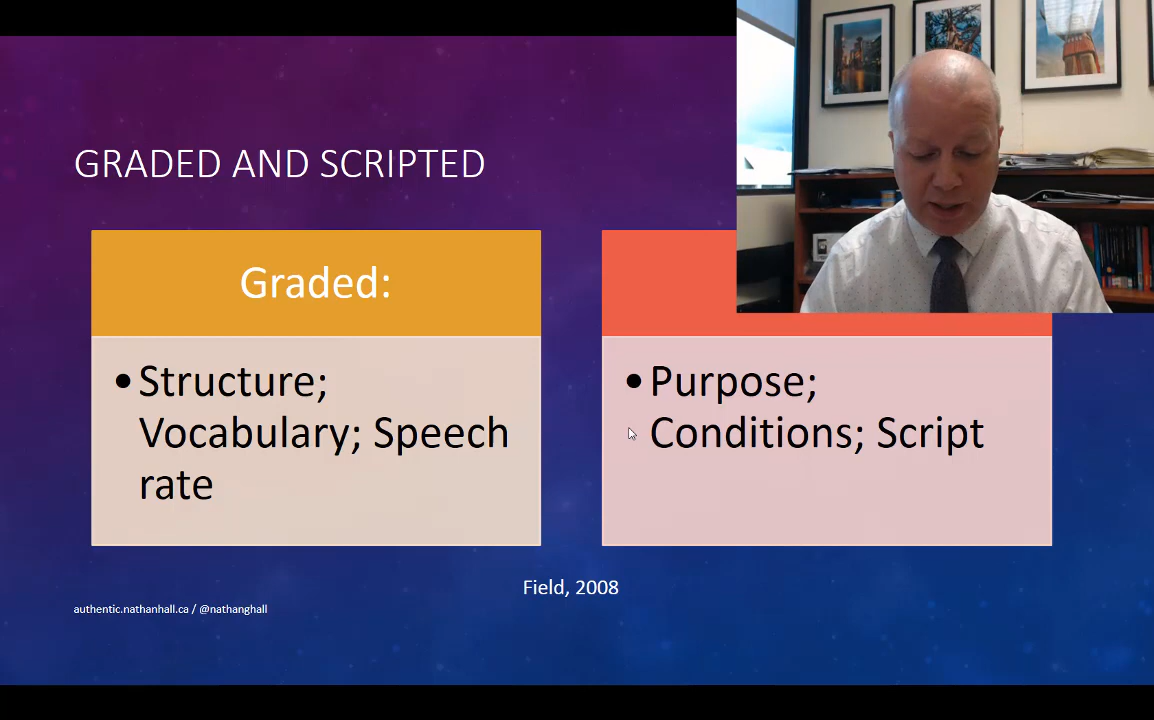 GRADED AND SCRIPTED
Graded:
•Structure;
Vocabulary; Speech
rate
•Purpose;
Conditions; Script
Field, 2008
authentic.nathanhall.ca / @nathanghall